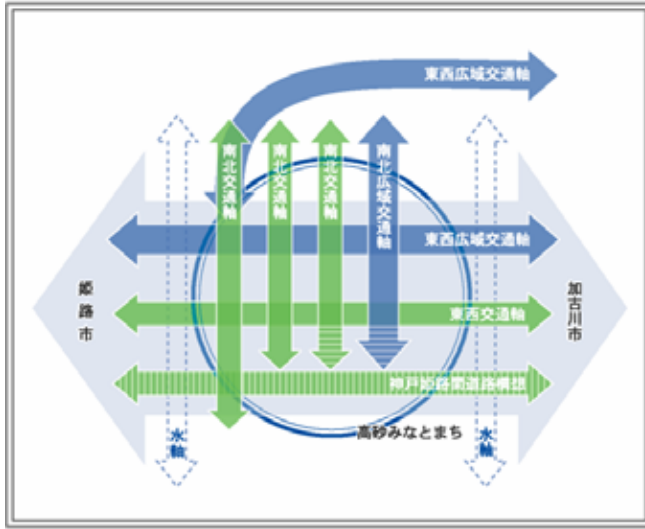 東西広域交通軸
南北交通軸
南北交通軸
南北交通軸
南北広域交通軸
東西広域交通軸
姫路市
加古川市
東西交通軸
神戸姫路間道路構想
高砂みなとまち
水軸
水軸